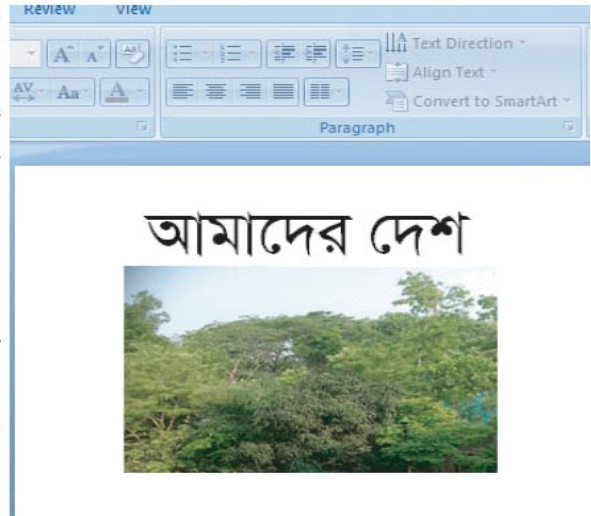 Review View
Text Direction
Align Text
Convert to SmartArt
Paragraph
আমাদের দেশ